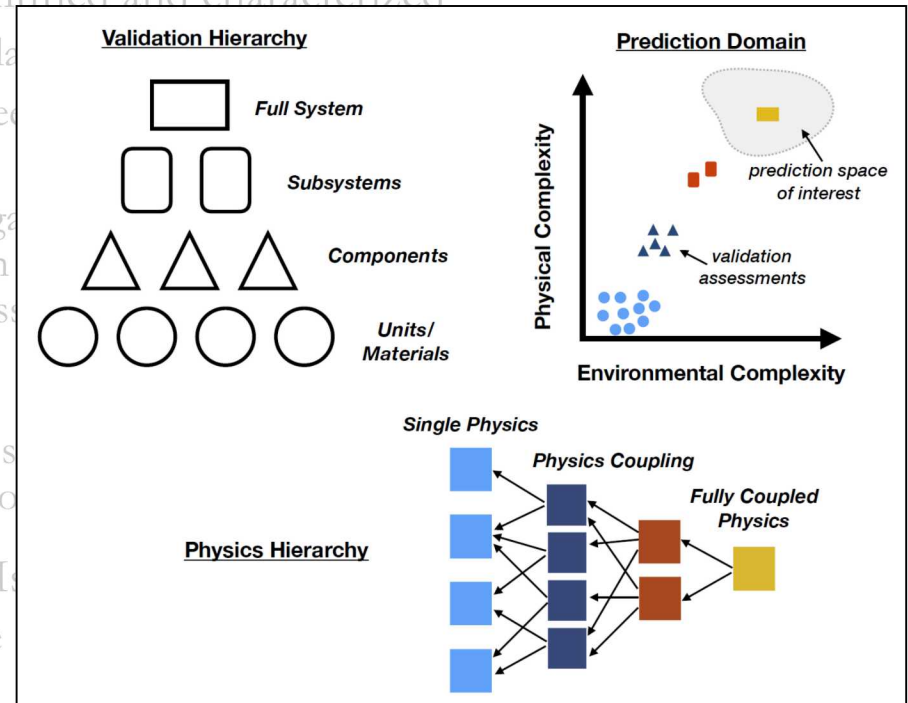 Validation Hierarchy
Full System
Subsystems
Components
Units/
Materials
Prediction Domain
Physical Complexity
prediction space
of interest
validation
assessments
Environmental Complexity
Single Physics
Physics Coupling
Fully Coupled
Physics
Physics Hierarchy